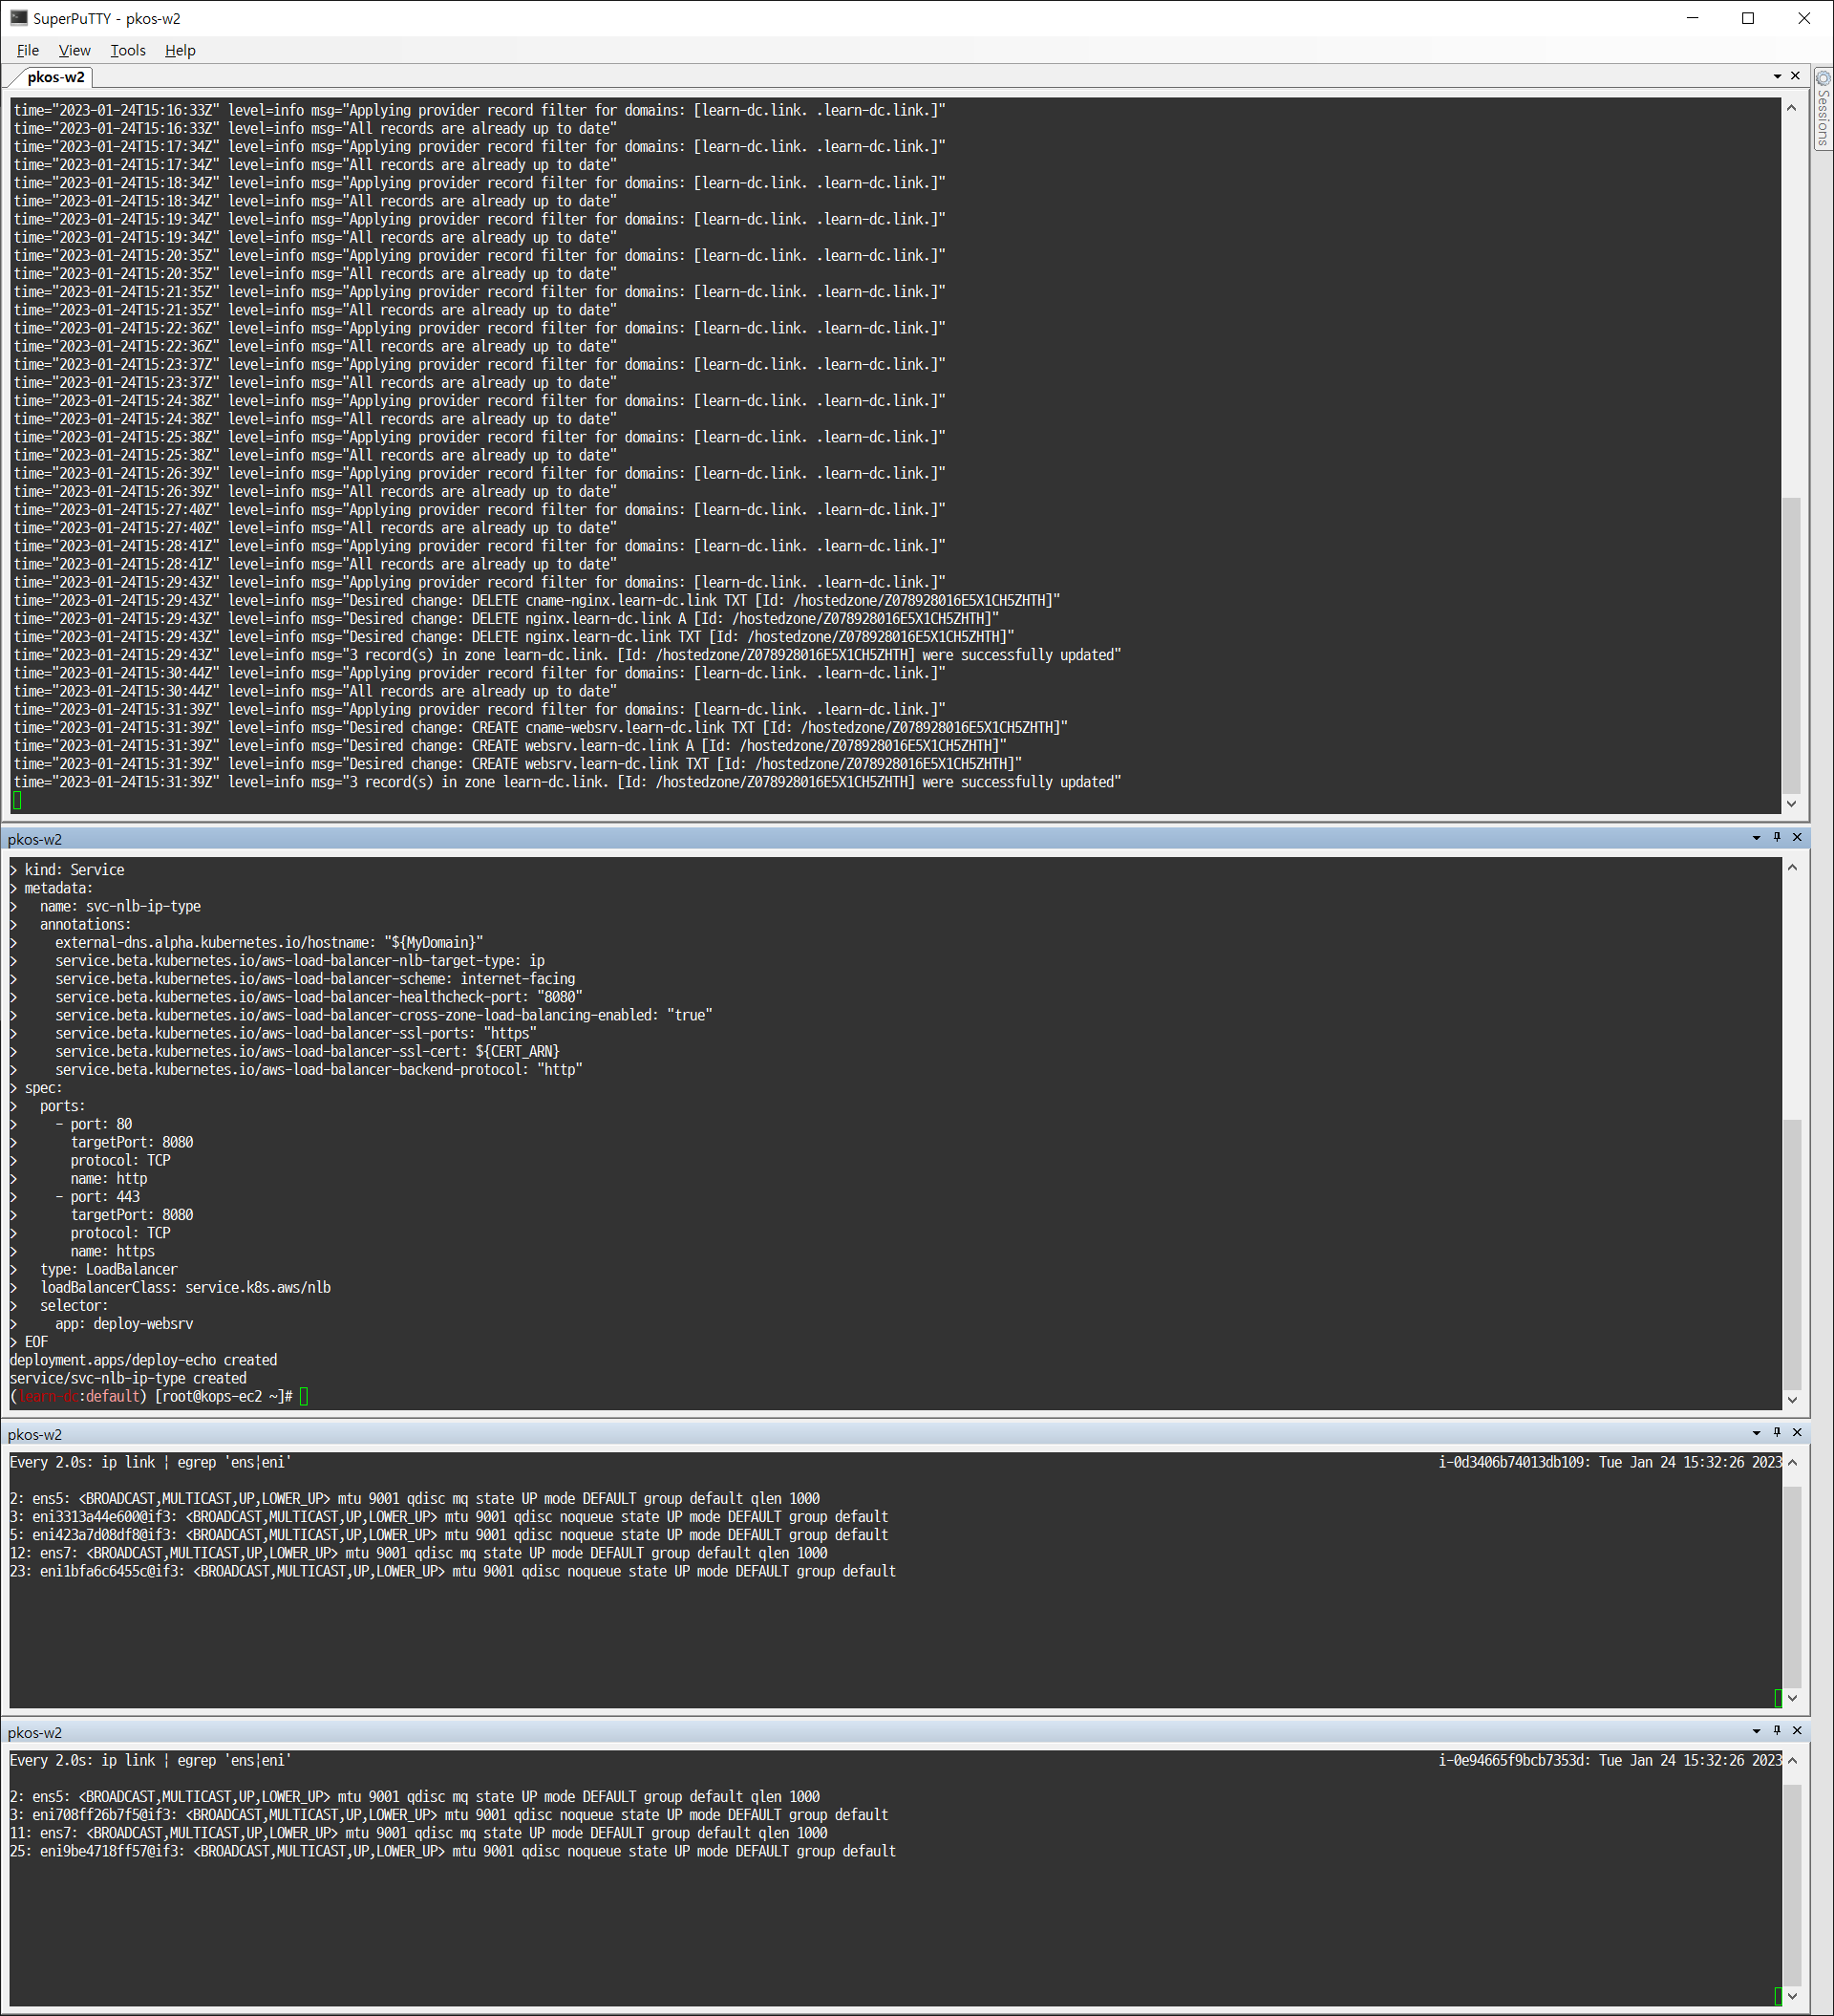 SuperPuTTY - pkos-w2
File View Tools Help
pkos-w2
Sessions
time="2023-01-24T15:16:33Z" level=info msg="Applying provider record filter for domains: [learn-dc.link. .learn-dc.link.]"
time="2023-01-24T15:16:33Z" level=info msg="All records are already up to date"
time="2023-01-24T15:17:34Z" level=info msg="Applying provider record filter for domains: [learn-dc.link. .learn-dc.link.]"
time="2023-01-24T15:17:34Z" level=info msg="All records are already up to date"
time="2023-01-24T15:18:34Z" level=info msg="Applying provider record filter for domains: [learn-dc.link. .learn-dc.link.]"
time="2023-01-24T15:18:34Z" level=info msg="All records are already up to date"
time="2023-01-24T15:19:34Z" level=info msg="Applying provider record filter for domains: [learn-dc.link. .learn-dc.link.]"
time="2023-01-24T15:19:34Z" level=info msg="All records are already up to date"
time="2023-01-24T15:20:35Z" level=info msg="Applying provider record filter for domains: [learn-dc.link. .learn-dc.link.]"
time="2023-01-24T15:20:35Z" level=info msg="All records are already up to date"
time="2023-01-24T15:21:35Z" level=info msg="Applying provider record filter for domains: [learn-dc.link. .learn-dc.link.]"
time="2023-01-24T15:21:35Z" level=info msg="All records are already up to date"
time="2023-01-24T15:22:36Z" level=info msg="Applying provider record filter for domains: [learn-dc.link. .learn-dc.link.]"
time="2023-01-24T15:22:36Z" level=info msg="All records are already up to date"
time="2023-01-24T15:23:37Z" level=info msg="Applying provider record filter for domains: [learn-dc.link. .learn-dc.link.]"
time="2023-01-24T15:23:37Z" level=info msg="All records are already up to date"
time="2023-01-24T15:24:38Z" level=info msg="Applying provider record filter for domains: [learn-dc.link. .learn-dc.link.]"
time="2023-01-24T15:24:38Z" level=info msg="All records are already up to date"
time="2023-01-24T15:25:38Z" level=info msg="Applying provider record filter for domains: [learn-dc.link. .learn-dc.link.]"
time="2023-01-24T15:25:38Z" level=info msg="All records are already up to date"
time="2023-01-24T15:26:39Z" level=info msg="Applying provider record filter for domains: [learn-dc.link. .learn-dc.link.]"
time="2023-01-24T15:26:39Z" level=info msg="All records are already up to date"
time="2023-01-24T15:27:40Z" level=info msg="Applying provider record filter for domains: [learn-dc.link. .learn-dc.link.]"
time="2023-01-24T15:27:40Z" level=info msg="All records are already up to date"
time="2023-01-24T15:28:41Z" level=info msg="Applying provider record filter for domains: [learn-dc.link. .learn-dc.link.]"
time="2023-01-24T15:28:41Z" level=info msg="All records are already up to date"
time="2023-01-24T15:29:43Z" level=info msg="Applying provider record filter for domains: [learn-dc.link. .learn-dc.link.]"
time="2023-01-24T15:29:43Z" level=info msg="Desired change: DELETE cname-nginx.learn-dc.link TXT [Id: /hostedzone/Z078928016E5X1CH5ZHTH]"
time="2023-01-24T15:29:43Z" level=info msg="Desired change: DELETE nginx.learn-dc.link A [Id: /hostedzone/Z078928016E5X1CH5ZHTH]"
time="2023-01-24T15:29:43Z" level=info msg="Desired change: DELETE nginx.learn-dc.link TXT [Id: /hostedzone/Z078928016E5X1CH5ZHTH]"
time="2023-01-24T15:29:43Z" level=info msg="3 record(s) in zone learn-dc.link. [Id: /hostedzone/Z078928016E5X1CH5ZHTH] were successfully updated"
time="2023-01-24T15:30:44Z" level=info msg="Applying provider record filter for domains: [learn-dc.link. .learn-dc.link.]"
time="2023-01-24T15:30:44Z" level=info msg="All records are already up to date"
time="2023-01-24T15:31:39Z" level=info msg="Applying provider record filter for domains: [learn-dc.link. .learn-dc.link.]"
time="2023-01-24T15:31:39Z" level=info msg="Desired change: CREATE cname-websrv.learn-dc.link TXT [Id: /hostedzone/Z078928016E5X1CH5ZHTH]"
time="2023-01-24T15:31:39Z" level=info msg="Desired change: CREATE websrv.learn-dc.link A [Id: /hostedzone/Z078928016E5X1CH5ZHTH]"
time="2023-01-24T15:31:39Z" level=info msg="Desired change: CREATE websrv.learn-dc.link TXT [Id: /hostedzone/Z078928016E5X1CH5ZHTH]"
time="2023-01-24T15:31:39Z" level=info msg="3 record(s) in zone learn-dc.link. [Id: /hostedzone/Z078928016E5X1CH5ZHTH] were successfully updated"
pkos-w2
> kind: Service
> metadata:
>   name: svc-nlb-ip-type
>   annotations:
>     external-dns.alpha.kubernetes.io/hostname: "${MyDomain}"
>     service.beta.kubernetes.io/aws-load-balancer-nlb-target-type: ip
>     service.beta.kubernetes.io/aws-load-balancer-scheme: internet-facing
>     service.beta.kubernetes.io/aws-load-balancer-healthcheck-port: "8080"
>     service.beta.kubernetes.io/aws-load-balancer-cross-zone-load-balancing-enabled: "true"
>     service.beta.kubernetes.io/aws-load-balancer-ssl-ports: "https"
>     service.beta.kubernetes.io/aws-load-balancer-ssl-cert: ${CERT_ARN}
>     service.beta.kubernetes.io/aws-load-balancer-backend-protocol: "http"
> spec:
>   ports:
>     - port: 80
>       targetPort: 8080
>       protocol: TCP
>       name: http
>     - port: 443
>       targetPort: 8080
>       protocol: TCP
>       name: https
>   type: LoadBalancer
>   loadBalancerClass: service.k8s.aws/nlb
>   selector:
>     app: deploy-websrv
> EOF
deployment.apps/deploy-echo created
service/svc-nlb-ip-type created
(learn-dc:default) [root@kops-ec2 ~]#
pkos-w2
Every 2.0s: ip link | egrep 'ens|eni' i-0d3406b74013db109: Tue Jan 24 15:32:26 2023
2: ens5: <BROADCAST,MULTICAST,UP,LOWER_UP> mtu 9001 qdisc mq state UP mode DEFAULT group default qlen 1000
3: eni3313a44e600@if3: <BROADCAST,MULTICAST,UP,LOWER_UP> mtu 9001 qdisc noqueue state UP mode DEFAULT group default
5: eni423a7d08df8@if3: <BROADCAST,MULTICAST,UP,LOWER_UP> mtu 9001 qdisc noqueue state UP mode DEFAULT group default
12: ens7: <BROADCAST,MULTICAST,UP,LOWER_UP> mtu 9001 qdisc mq state UP mode DEFAULT group default qlen 1000
23: eni1bfa6c6455c@if3: <BROADCAST,MULTICAST,UP,LOWER_UP> mtu 9001 qdisc noqueue state UP mode DEFAULT group default
pkos-w2
Every 2.0s: ip link | egrep 'ens|eni' i-0e94665f9bcb7353d: Tue Jan 24 15:32:26 2023
2: ens5: <BROADCAST,MULTICAST,UP,LOWER_UP> mtu 9001 qdisc mq state UP mode DEFAULT group default qlen 1000
3: eni708ff26b7f5@if3: <BROADCAST,MULTICAST,UP,LOWER_UP> mtu 9001 qdisc noqueue state UP mode DEFAULT group default
11: ens7: <BROADCAST,MULTICAST,UP,LOWER_UP> mtu 9001 qdisc mq state UP mode DEFAULT group default qlen 1000
25: eni9be4718ff57@if3: <BROADCAST,MULTICAST,UP,LOWER_UP> mtu 9001 qdisc noqueue state UP mode DEFAULT group default